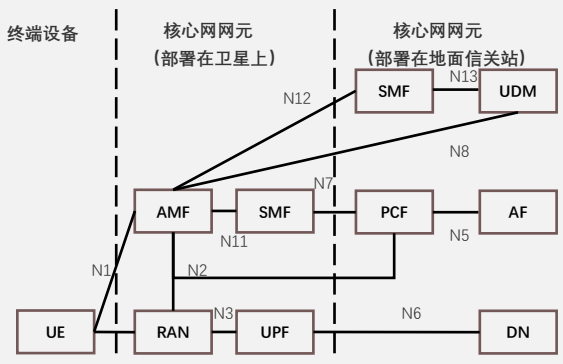 终端设备
核心网网元
(部署在卫星上)
核心网网元
(部署在地面信关站)
N13
SMF
UDM
N12
N8
N7
AMF
SMF
PCF
AF
N11
N5
N1
N2
N3
N6
UE
RAN
UPF
DN